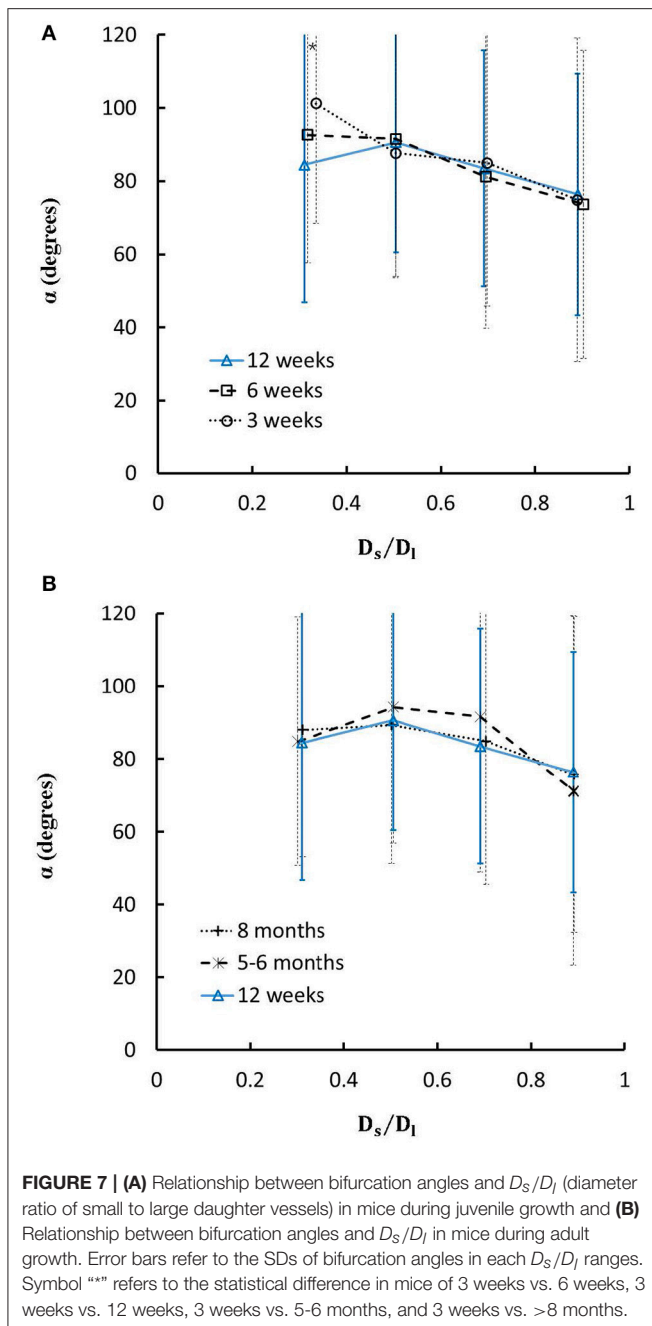 A
120
100
80
60
40
20
0
α (degrees)
*
12 weeks
6 weeks
3 weeks
0 0.2 0.4 0.6 0.8 1
Ds/Dl
B
120
100
80
60
40
20
0
α (degrees)
8 months
5-6 months
12 weeks
0 0.2 0.4 0.6 0.8 1
Ds/Dl
FIGURE 7 | (A) Relationship between bifurcation angles and Ds/Dl (diameter
ratio of small to large daughter vessels) in mice during juvenile growth and (B)
Relationship between bifurcation angles and Ds/Dl in mice during adult
growth. Error bars refer to the SDs of bifurcation angles in each Ds/Dl ranges.
Symbol "*" refers to the statistical difference in mice of 3 weeks vs. 6 weeks, 3
weeks vs. 12 weeks, 3 weeks vs. 5-6 months, and 3 weeks vs. >8 months.